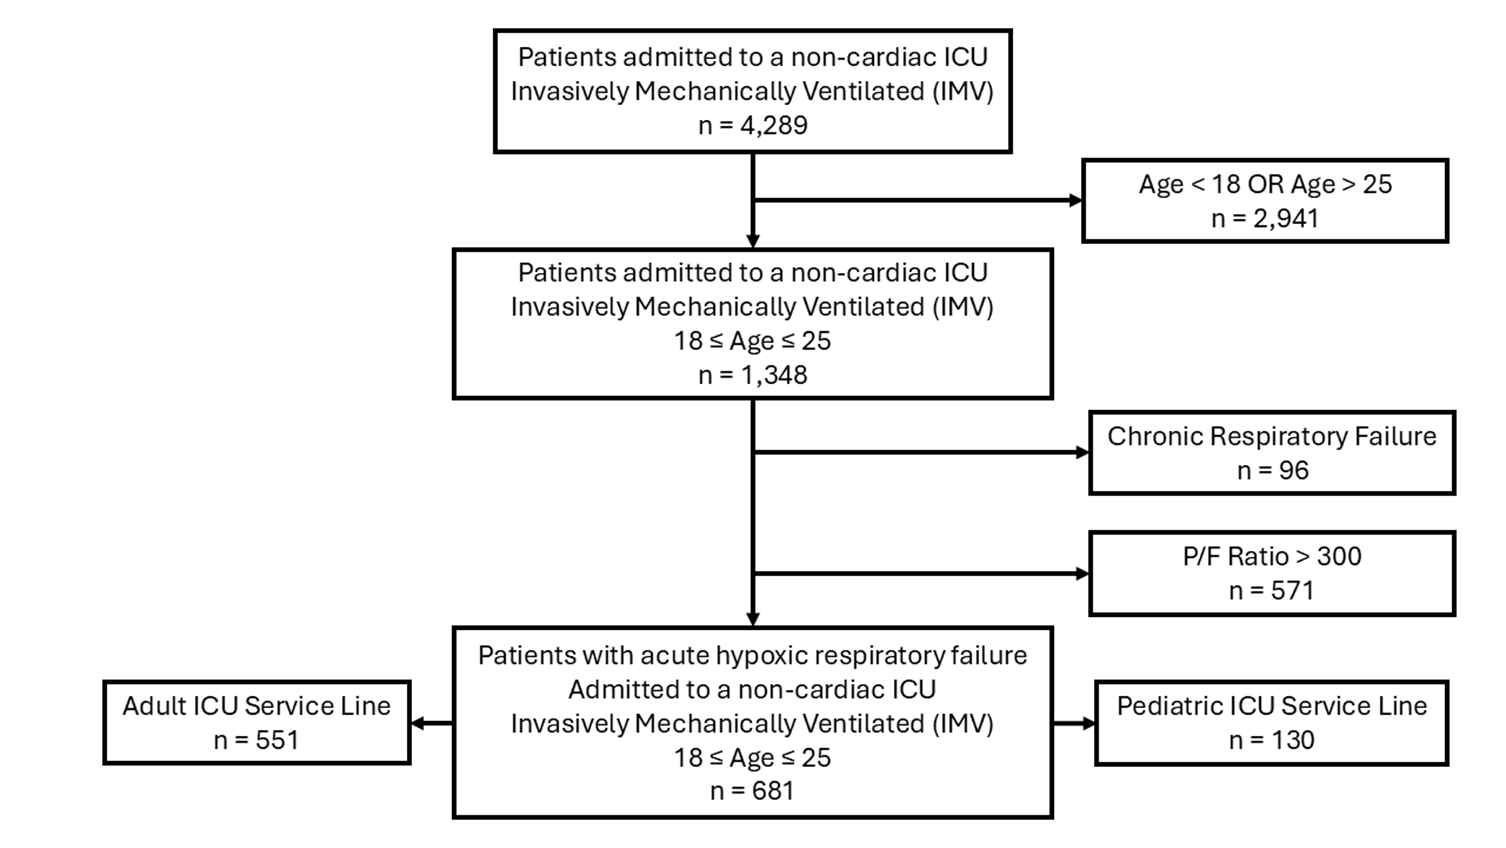 Patients admitted to a non-cardiac ICU
Invasively Mechanically Ventilated (IMV)
n = 4,289
Age < 18 OR Age > 25
n = 2,941
Patients admitted to a non-cardiac ICU
Invasively Mechanically Ventilated (IMV)
18 ≤ Age ≤ 25
n = 1,348
Chronic Respiratory Failure
n = 96
P/F Ratio > 300
n = 571
Patients with acute hypoxic respiratory failure
Admitted to a non-cardiac ICU
Invasively Mechanically Ventilated (IMV)
18 ≤ Age ≤ 25
n = 681
Adult ICU Service Line
n = 551
Pediatric ICU Service Line
n = 130